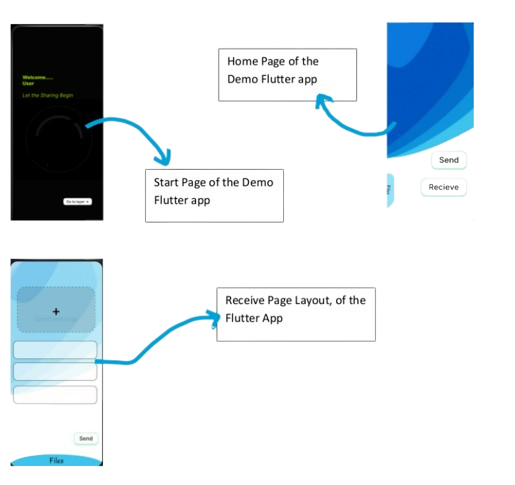 Welcome.....
User
Let the Sharing Begin
Go to layer
Start Page of the Demo
Flutter app
Home Page of the
Demo Flutter app
Send
Recieve
Files
+
Send
Files
Receive Page Layout, of the
Flutter App